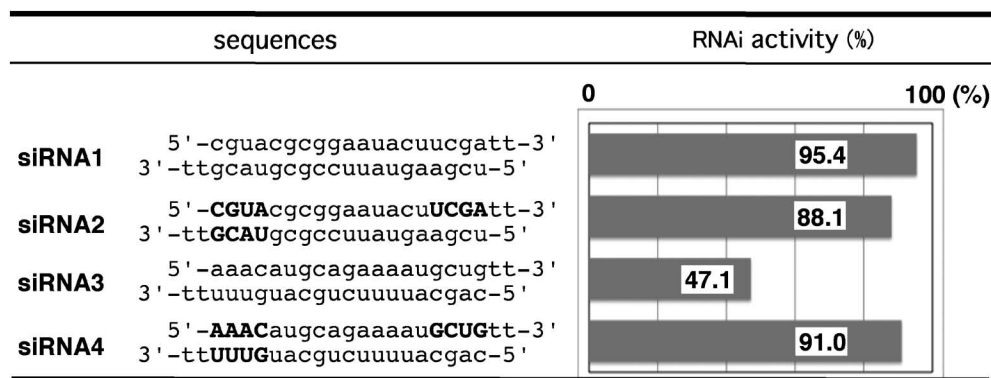 sequences RNAi activity (%)
0 100 (%)
siRNA1 5'-cguacgcggaauacuucgatt-3'
3'-ttgcaugcgccuuaugaagcu-5' 95.4
siRNA2 5'-CGUAcgcggaauacuUCGAtt-3'
3'-ttGCAUgcgccuuaugaagcu-5' 88.1
siRNA3 5'-aaacaugcagaaaaugcugtt-3'
3'-ttuuuguacgucuuuuacgac-5' 47.1
siRNA4 5'-AAACaugcagaaaauGCUGtt-3'
3'-ttUUUGuacgucuuuuacgac-5' 91.0